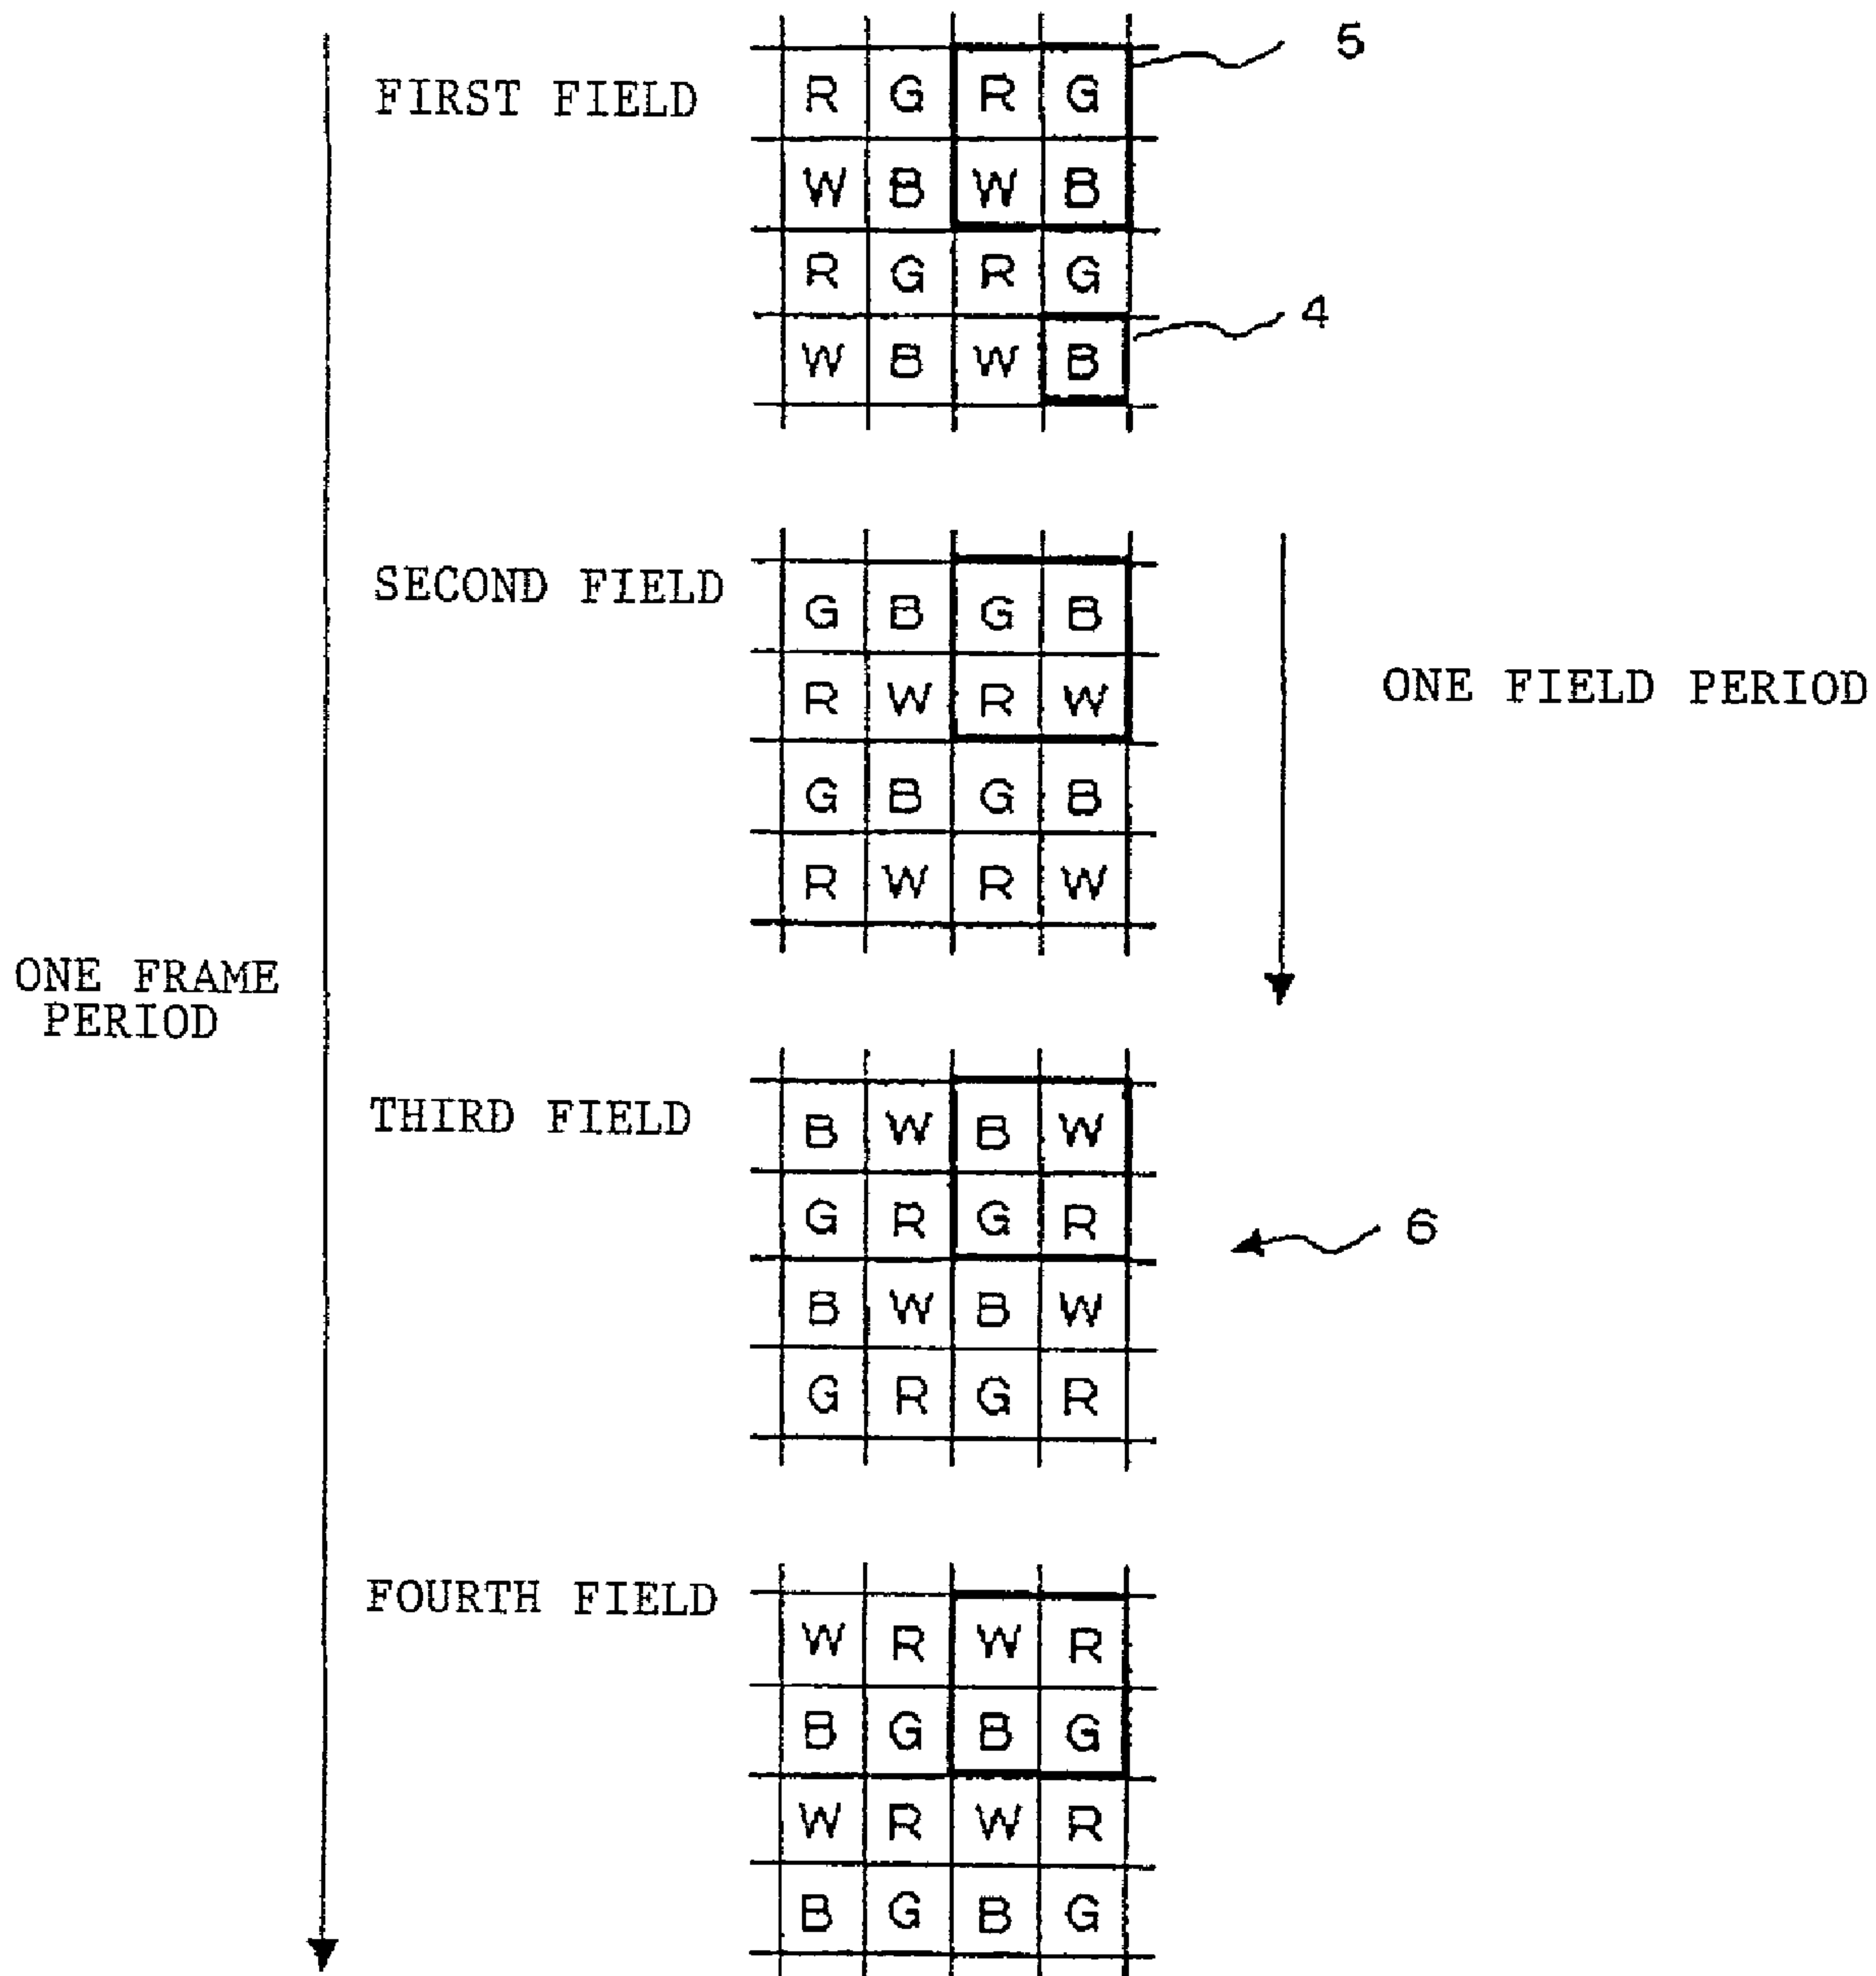 FIRST FIELD
R G R G
W B W B
R G R G
W B W B
5
4
SECOND FIELD
G B G B
R W R W
G B G B
R W R W
ONE FIELD PERIOD
ONE FRAME
PERIOD
THIRD FIELD
B W B W
G R G R
B W B W
G R G R
6
FOURTH FIELD
W R W R
B G B G
W R W R
B G B G